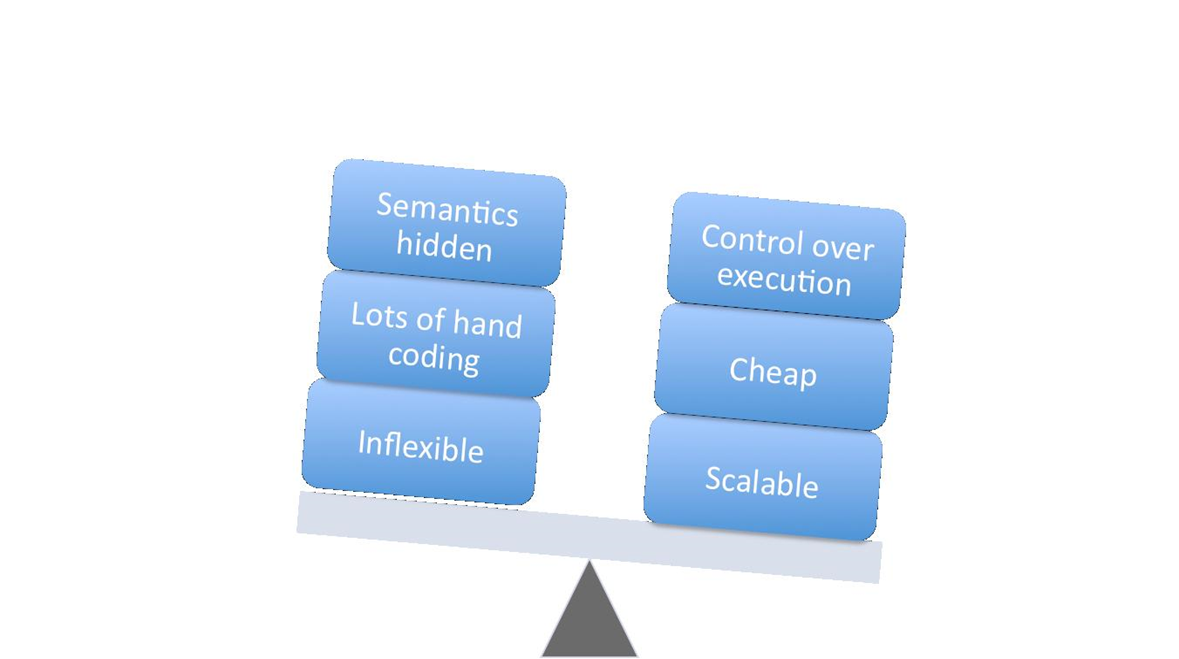 Semantics
hidden
Lots of hand
coding
Inflexible
Control over
execution
Cheap
Scalable